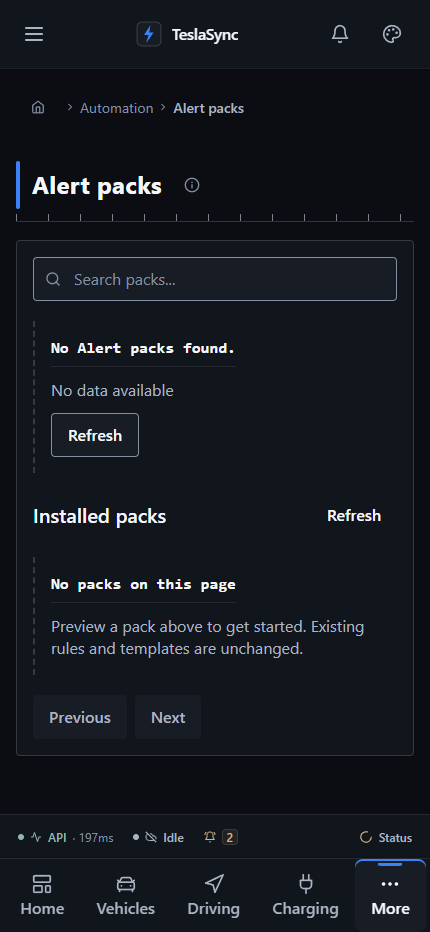 TeslaSync
Automation
Alert packs
Alert packs
Search packs...
No Alert packs found.
No data available
Refresh
Installed packs
Refresh
No packs on this page
Preview a pack above to get started. Existing
rules and templates are unchanged.
Previous
Next
API · 197ms
Idle
2
Status
Home
Vehicles
Driving
Charging
More